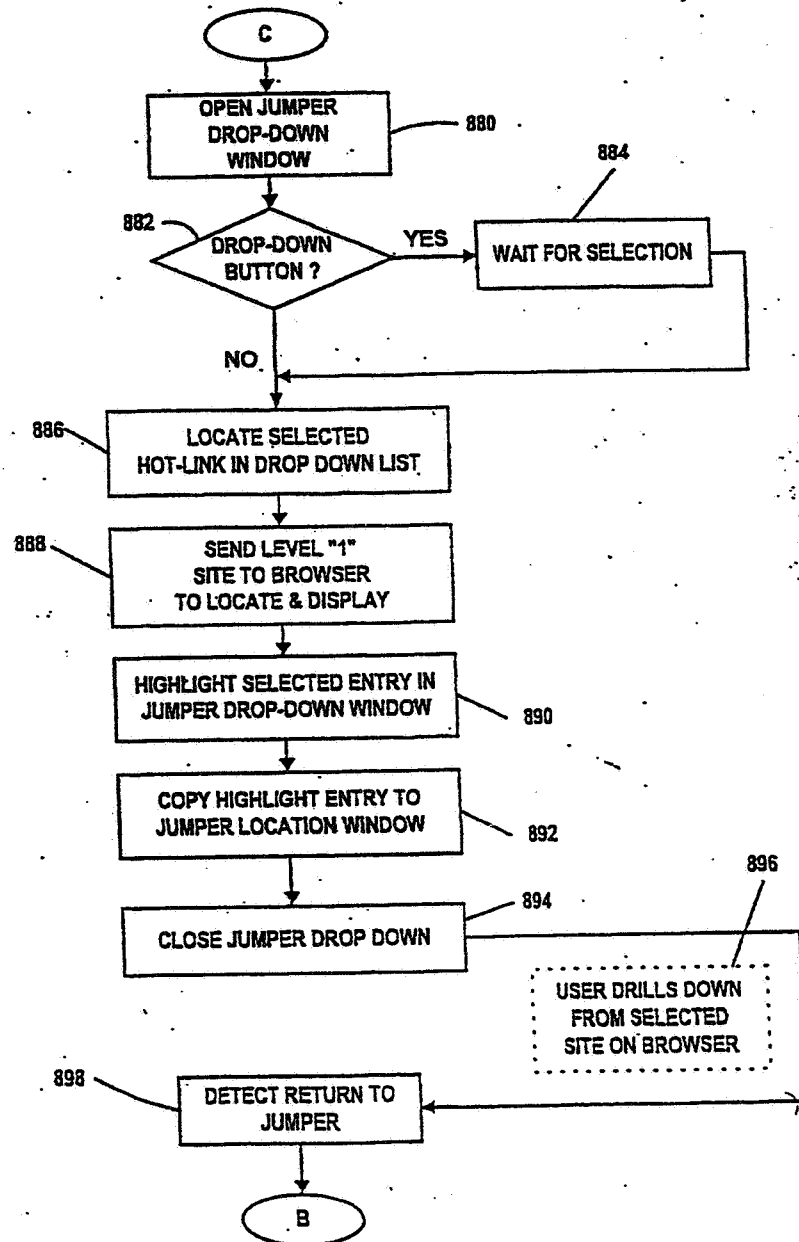 C
OPEN JUMPER
DROP-DOWN
WINDOW
880
882
DROP-DOWN
BUTTON ?
YES
884
WAIT FOR SELECTION
NO
886
LOCATE SELECTED
HOT-LINK IN DROP DOWN LIST
888
SEND LEVEL "1"
SITE TO BROWSER
TO LOCATE & DISPLAY
HIGHLIGHT SELECTED ENTRY IN
JUMPER DROP-DOWN WINDOW
890
COPY HIGHLIGHT ENTRY TO
JUMPER LOCATION WINDOW
892
894
CLOSE JUMPER DROP DOWN
896
USER DRILLS DOWN
FROM SELECTED
SITE ON BROWSER
898
DETECT RETURN TO
JUMPER
B